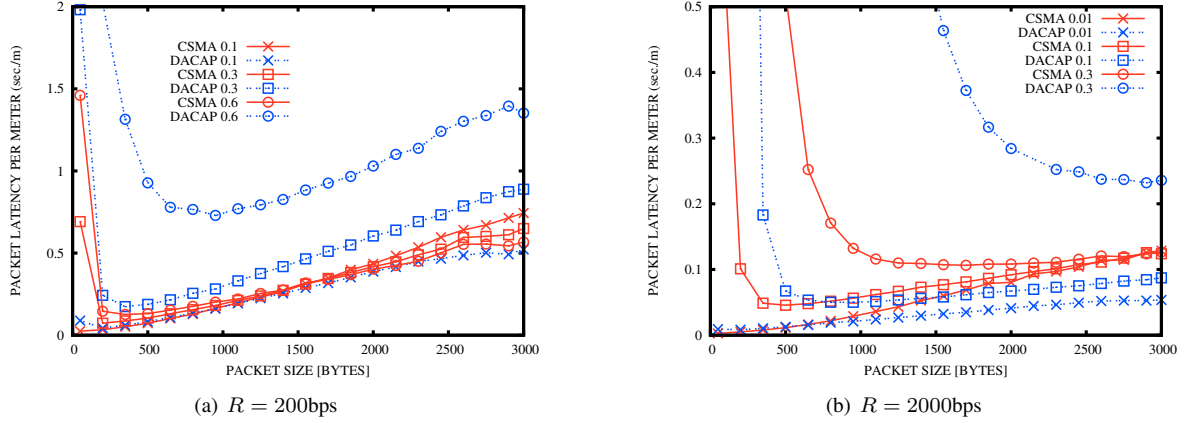 PACKET LATENCY PER METER (sec./m)
2
1.5
1
0.5
0
CSMA 0.1
DACAP 0.1
CSMA 0.3
DACAP 0.3
CSMA 0.6
DACAP 0.6
0
500
1000
1500
2000
2500
3000
PACKET SIZE [BYTES]
(a) R = 200bps
PACKET LATENCY PER METER (sec./m)
0.5
0.4
0.3
0.2
0.1
0
CSMA 0.01
DACAP 0.01
CSMA 0.1
DACAP 0.1
CSMA 0.3
DACAP 0.3
0
500
1000
1500
2000
2500
3000
PACKET SIZE [BYTES]
(b) R = 2000bps